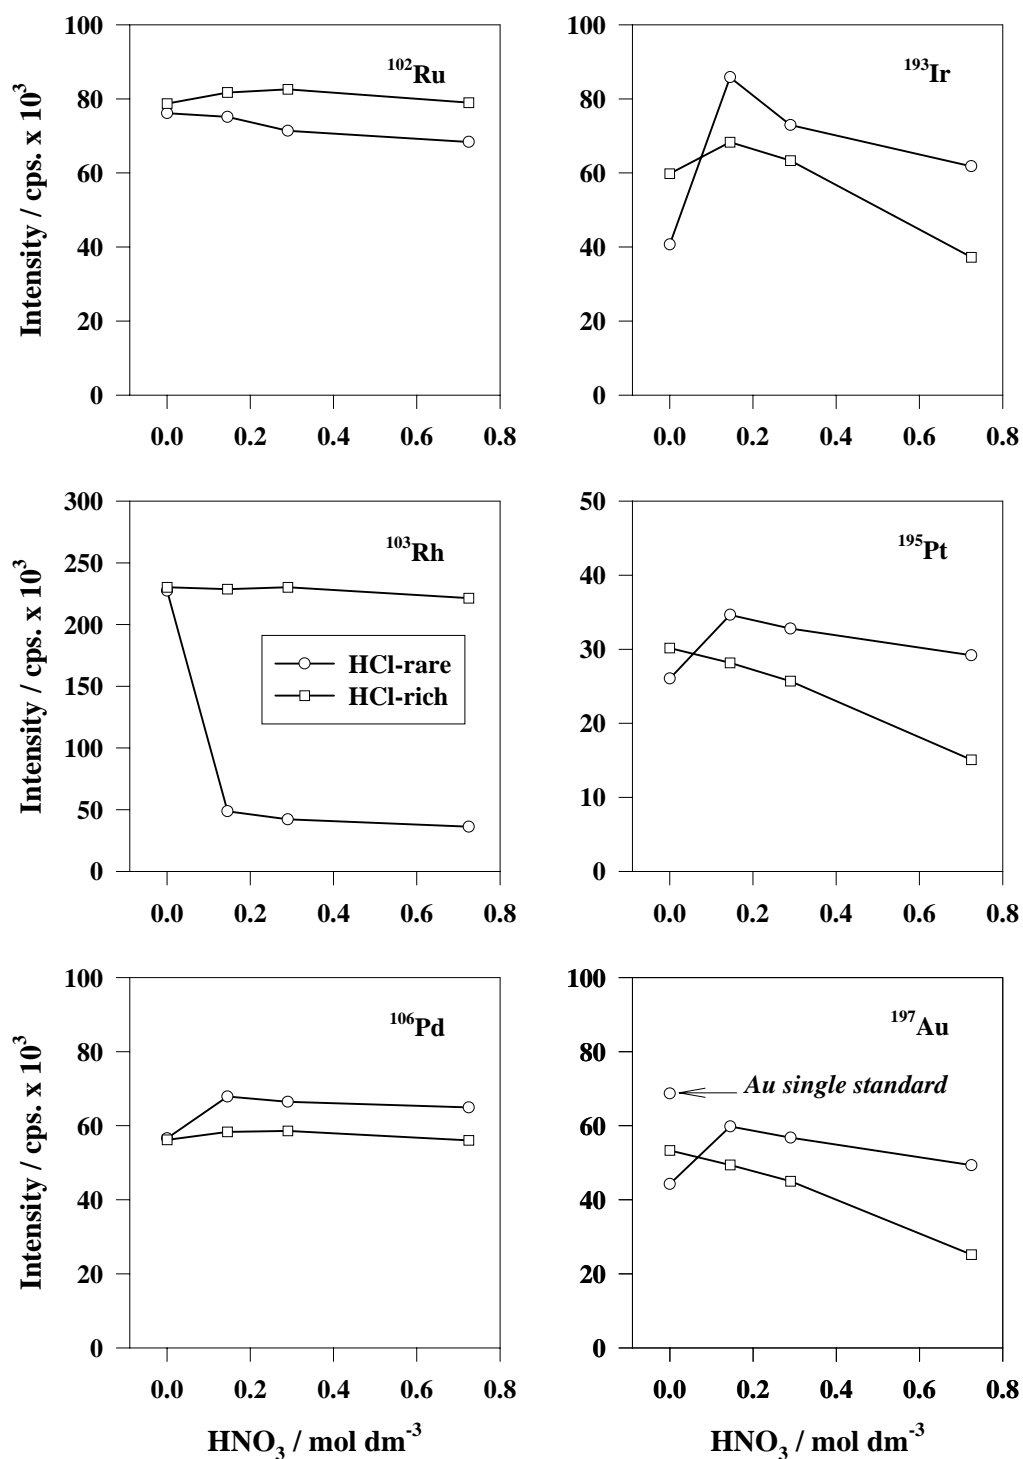 100
80
60
40
20
0
Intensity / cps. x 10³
¹⁰²Ru
0.0 0.2 0.4 0.6 0.8
100
80
60
40
20
0
¹⁹³Ir
0.0 0.2 0.4 0.6 0.8
300
250
200
150
100
50
0
Intensity / cps. x 10³
¹⁰³Rh
HCl-rare
HCl-rich
0.0 0.2 0.4 0.6 0.8
50
40
30
20
10
0
¹⁹⁵Pt
0.0 0.2 0.4 0.6 0.8
100
80
60
40
20
0
Intensity / cps. x 10³
¹⁰⁶Pd
0.0 0.2 0.4 0.6 0.8
HNO₃ / mol dm⁻³
100
80
60
40
20
0
¹⁹⁷Au
Au single standard
0.0 0.2 0.4 0.6 0.8
HNO₃ / mol dm⁻³